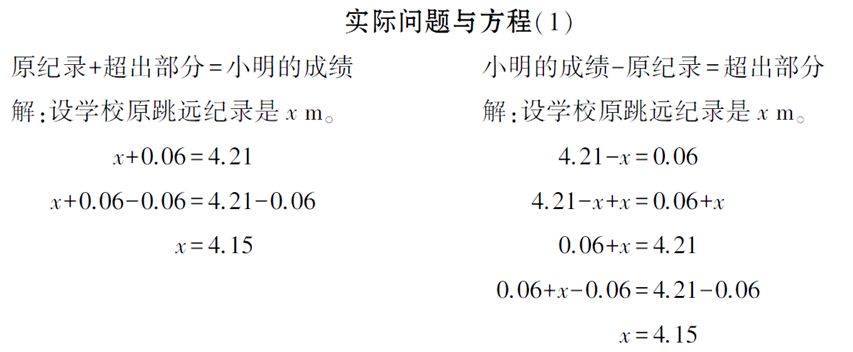 实际问题与方程(1)
原纪录+超出部分=小明的成绩
解:设学校原跳远纪录是 x m。
x+0.06=4.21
x+0.06-0.06=4.21-0.06
x=4.15
小明的成绩-原纪录=超出部分
解:设学校原跳远纪录是 x m。
4.21-x=0.06
4.21-x+x=0.06+x
0.06+x=4.21
0.06+x-0.06=4.21-0.06
x=4.15